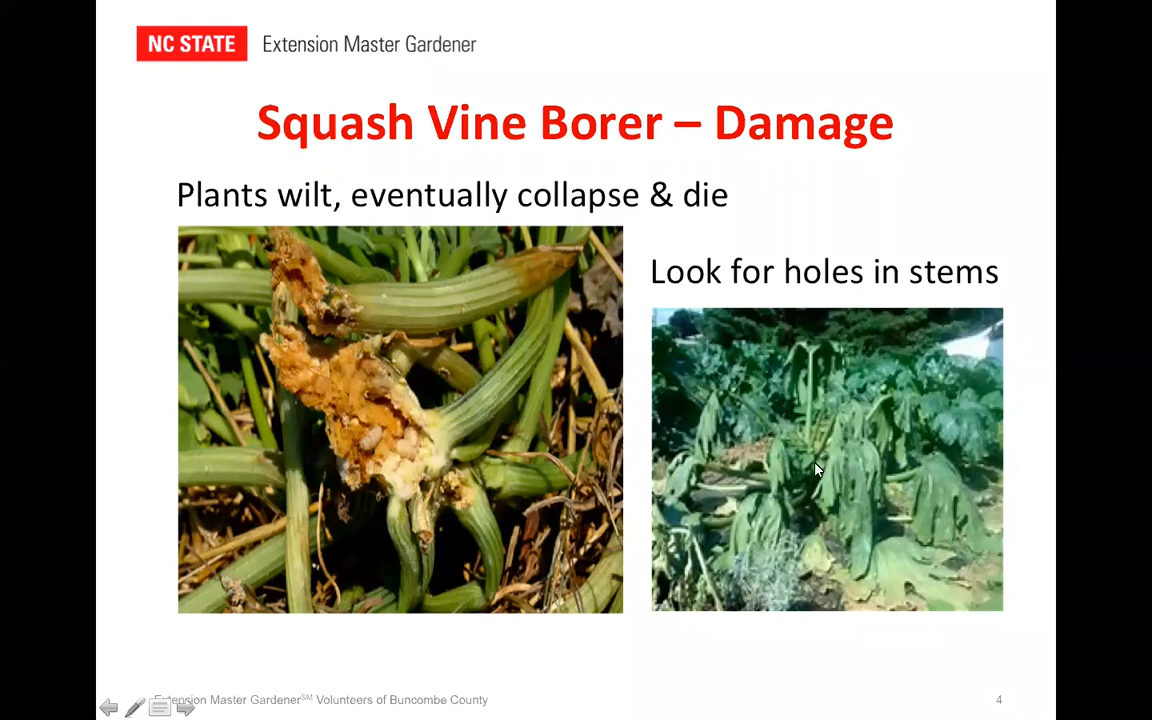 NC STATE Extension Master Gardener
Squash Vine Borer – Damage
Plants wilt, eventually collapse & die
Look for holes in stems
Extension Master Gardener℠ Volunteers of Buncombe County
4